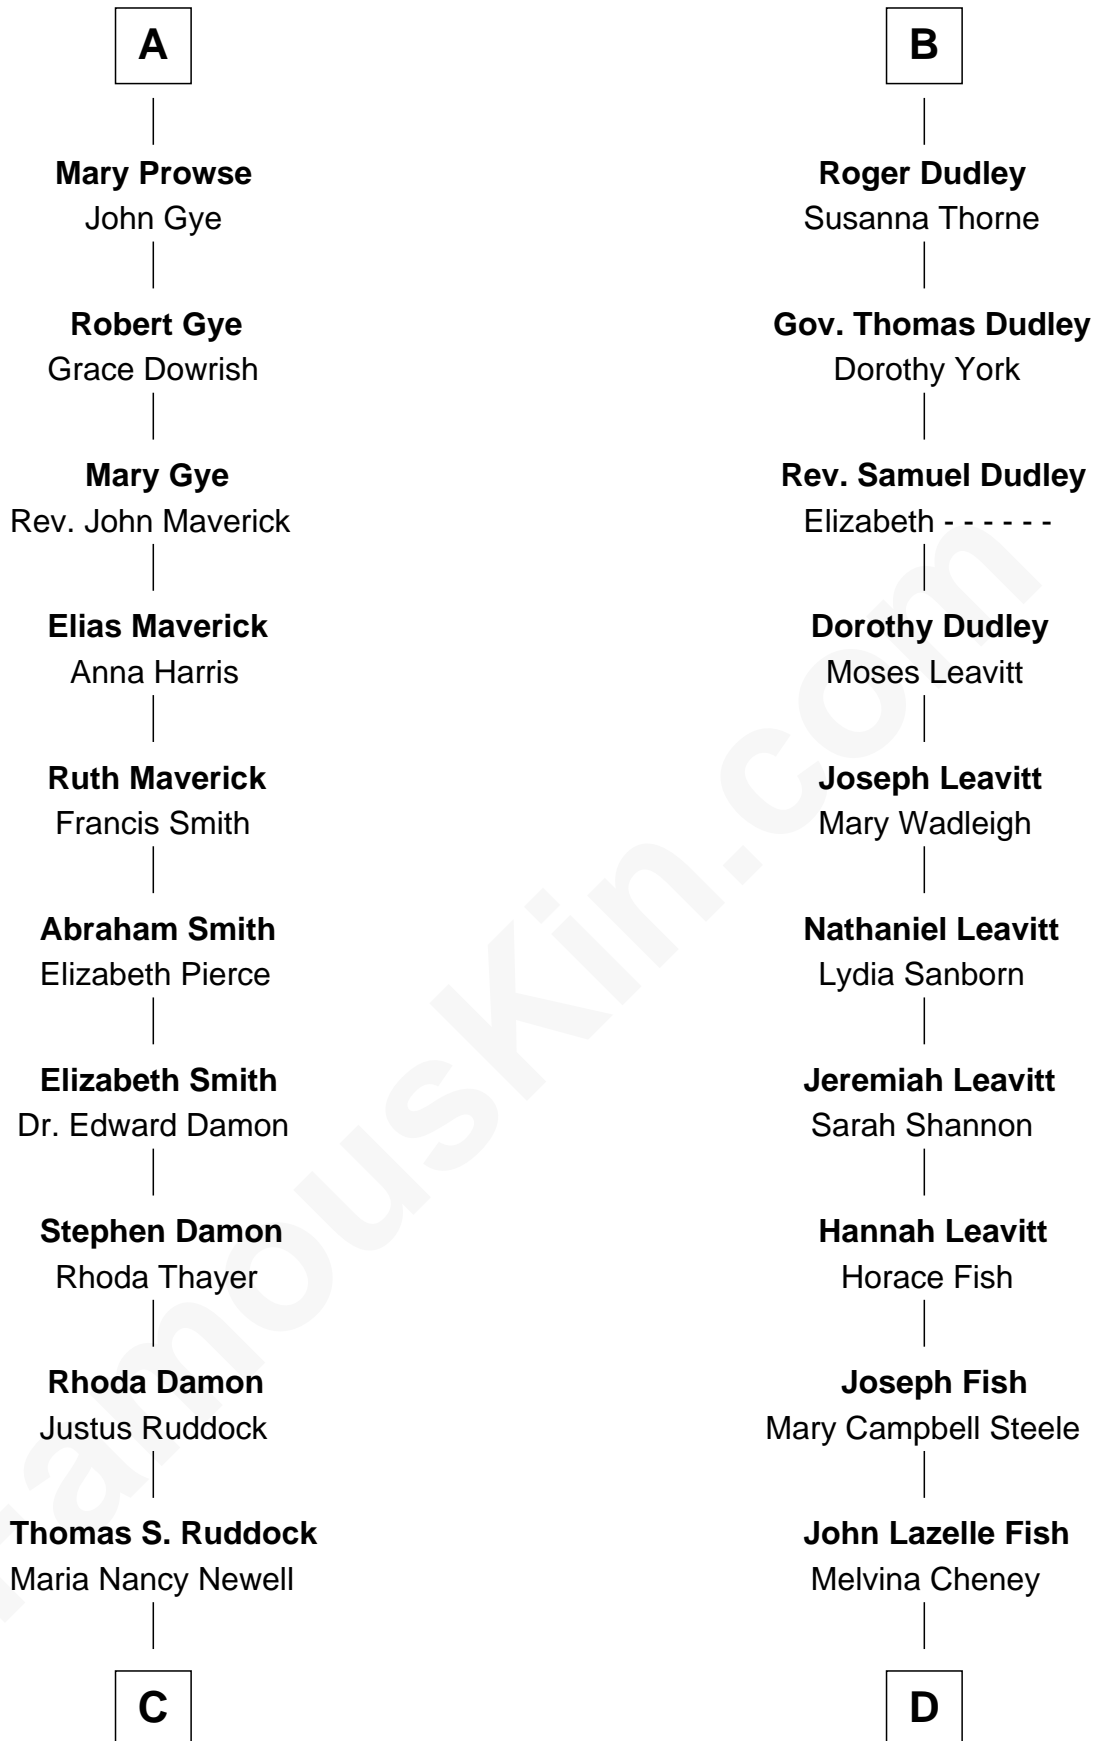 A
Mary Prowse
John Gye
Robert Gye
Grace Dowrish
Mary Gye
Rev. John Maverick
Elias Maverick
Anna Harris
Ruth Maverick
Francis Smith
Abraham Smith
Elizabeth Pierce
Elizabeth Smith
Dr. Edward Damon
Stephen Damon
Rhoda Thayer
Rhoda Damon
Justus Ruddock
Thomas S. Ruddock
Maria Nancy Newell
C
B
Roger Dudley
Susanna Thorne
Gov. Thomas Dudley
Dorothy York
Rev. Samuel Dudley
Elizabeth - - - - - -
Dorothy Dudley
Moses Leavitt
Joseph Leavitt
Mary Wadleigh
Nathaniel Leavitt
Lydia Sanborn
Jeremiah Leavitt
Sarah Shannon
Hannah Leavitt
Horace Fish
Joseph Fish
Mary Campbell Steele
John Lazelle Fish
Melvina Cheney
D
FamousKin.com